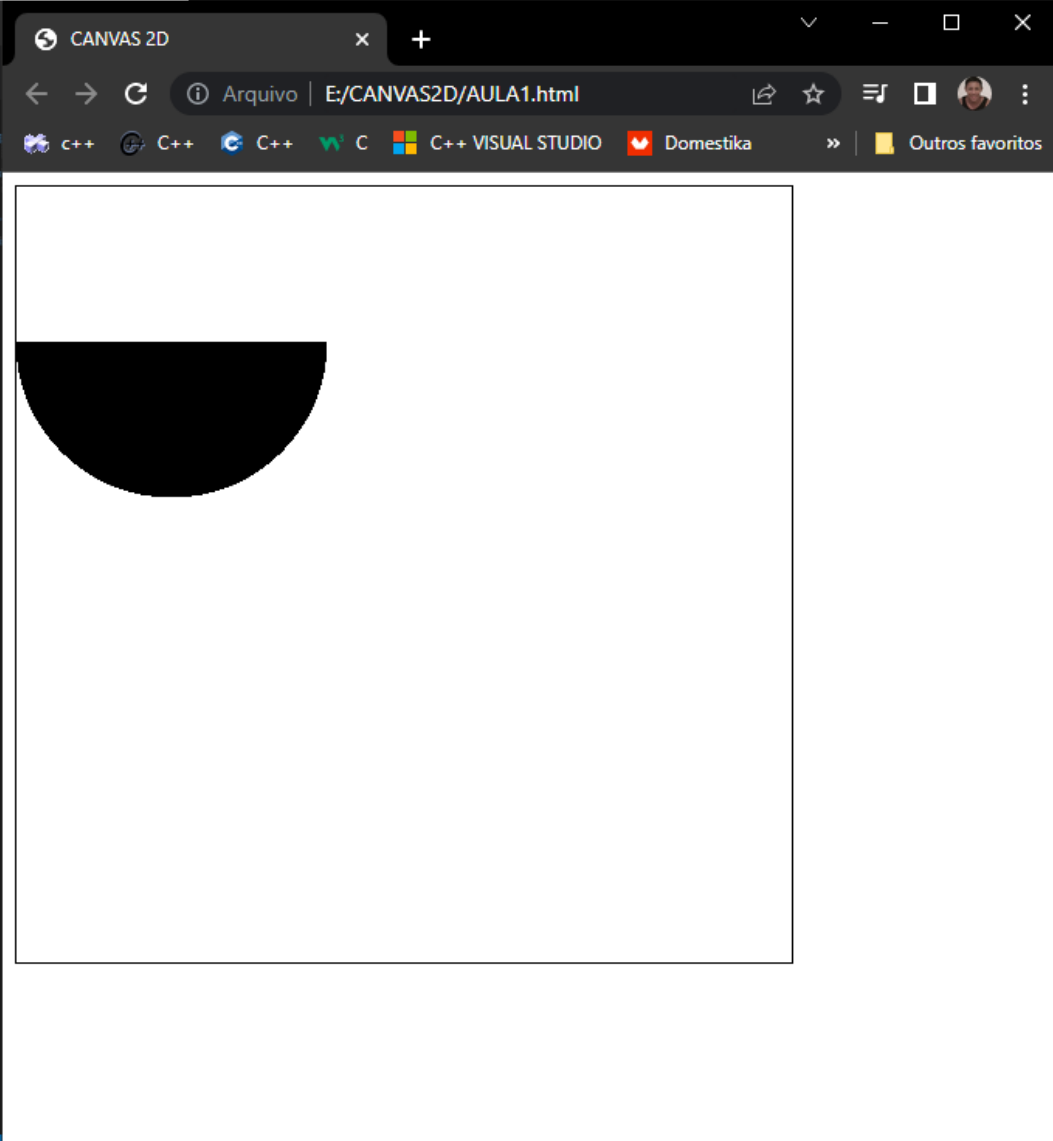 CANVAS 2D
Arquivo E:/CANVAS2D/AULA1.html
c++ C++ C++ C C++ VISUAL STUDIO Domestika » Outros favoritos